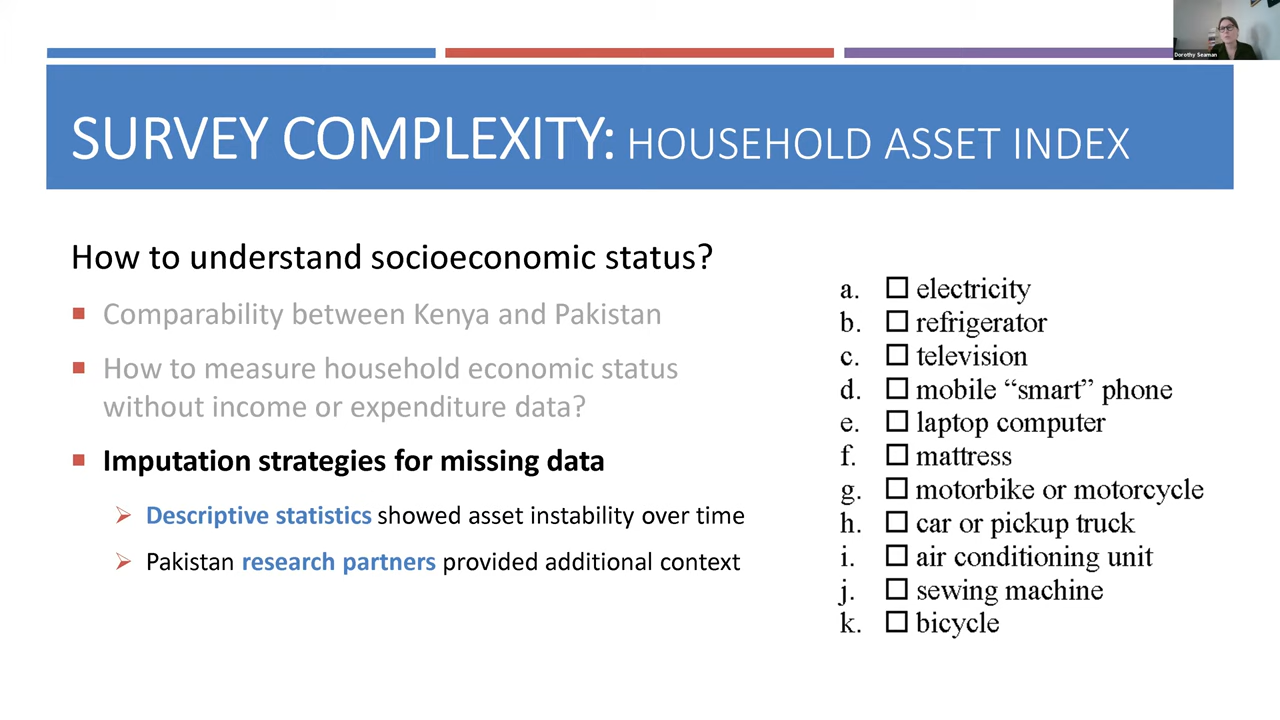 Dorothy Seaman
SURVEY COMPLEXITY: HOUSEHOLD ASSET INDEX
How to understand socioeconomic status?
Comparability between Kenya and Pakistan
How to measure household economic status
without income or expenditure data?
Imputation strategies for missing data
Descriptive statistics showed asset instability over time
Pakistan research partners provided additional context
a. electricity
b. refrigerator
c. television
d. mobile “smart” phone
e. laptop computer
f. mattress
g. motorbike or motorcycle
h. car or pickup truck
i. air conditioning unit
j. sewing machine
k. bicycle